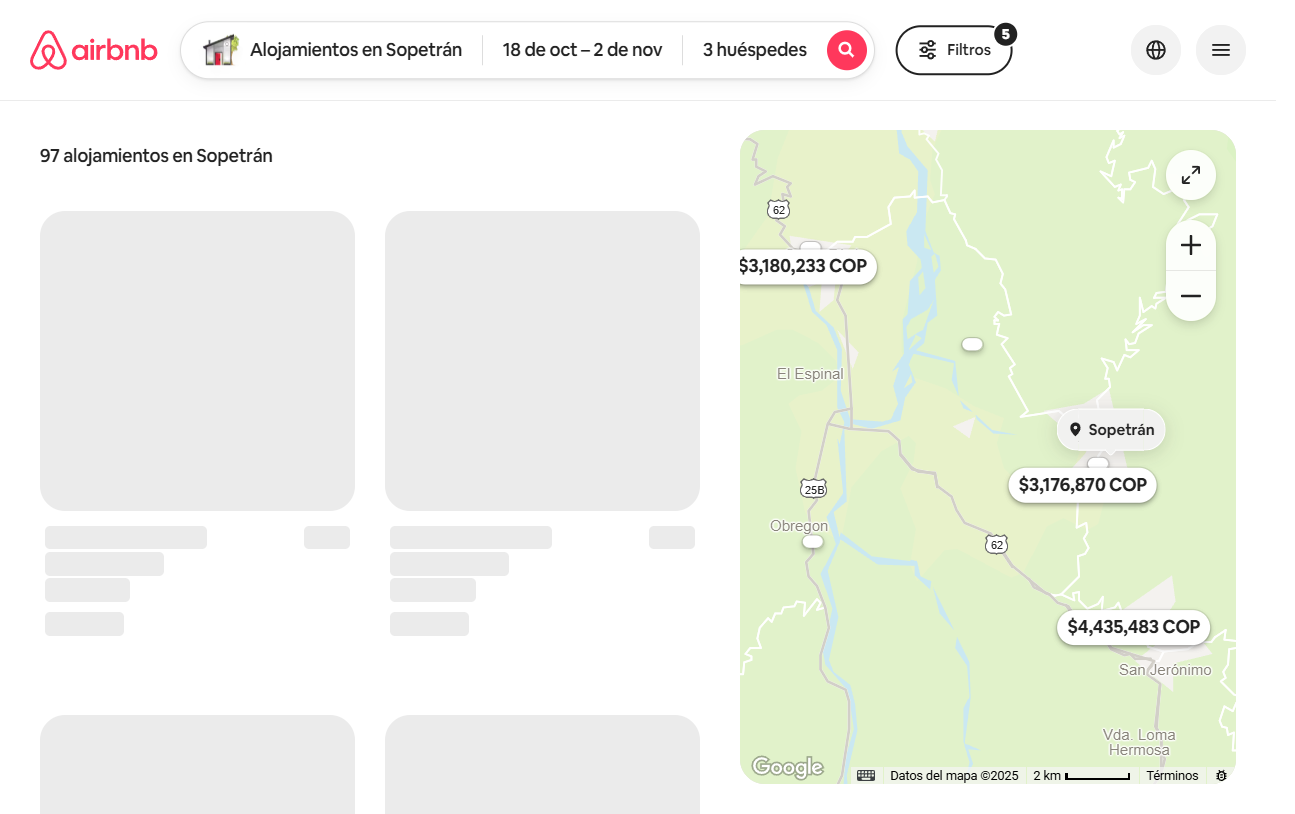 airbnb
Alojamientos en Sopetrán
18 de oct – 2 de nov
3 huéspedes
Filtros
5
97 alojamientos en Sopetrán
62
$3,180,233 COP
El Espinal
Sopetrán
$3,176,870 COP
25B
Obregon
62
$4,435,483 COP
San Jerónimo
Vda. Loma
Hermosa
Google
Datos del mapa ©2025
2 km
Términos